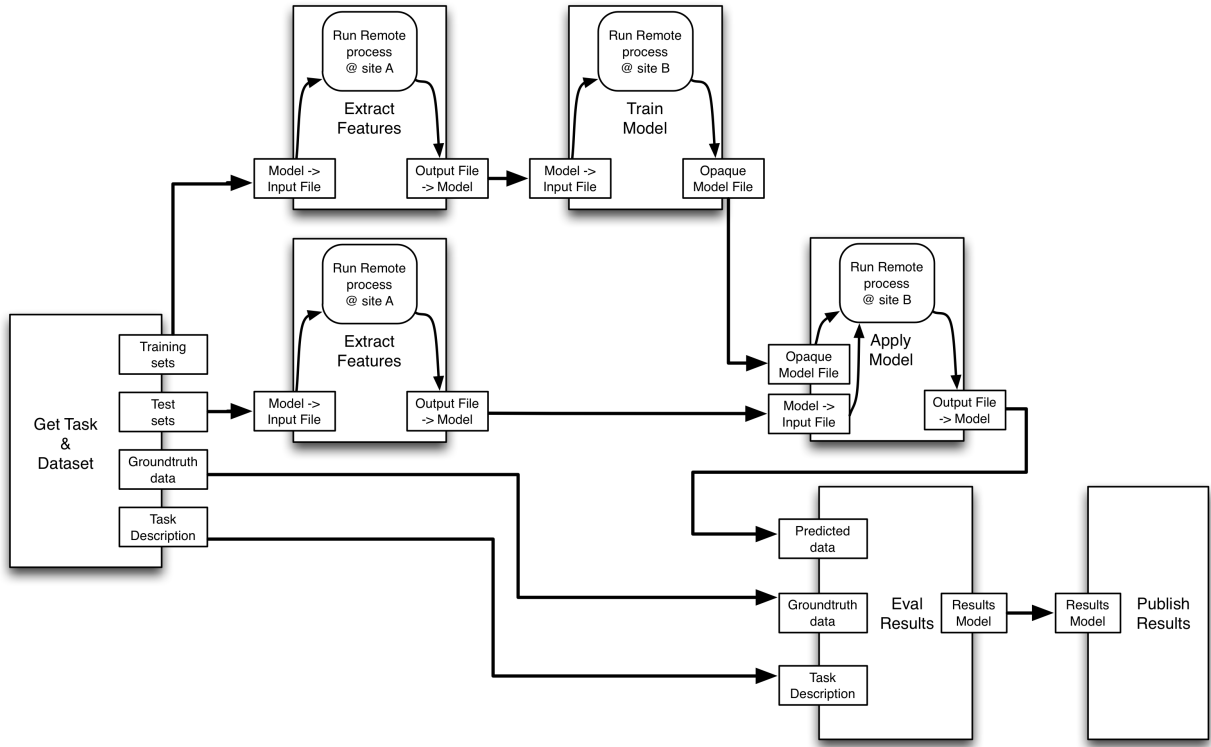 Run Remote
process
@ site A
Extract
Features
Model ->
Input File
Output File
-> Model
Run Remote
process
@ site B
Train
Model
Model ->
Input File
Opaque
Model File
Run Remote
process
@ site A
Extract
Features
Model ->
Input File
Output File
-> Model
Run Remote
process
@ site B
Apply
Model
Opaque
Model File
Model ->
Input File
Output File
-> Model
Get Task
&
Dataset
Training
sets
Test
sets
Groundtruth
data
Task
Description
Predicted
data
Groundtruth
data
Task
Description
Eval
Results
Results
Model
Results
Model
Publish
Results